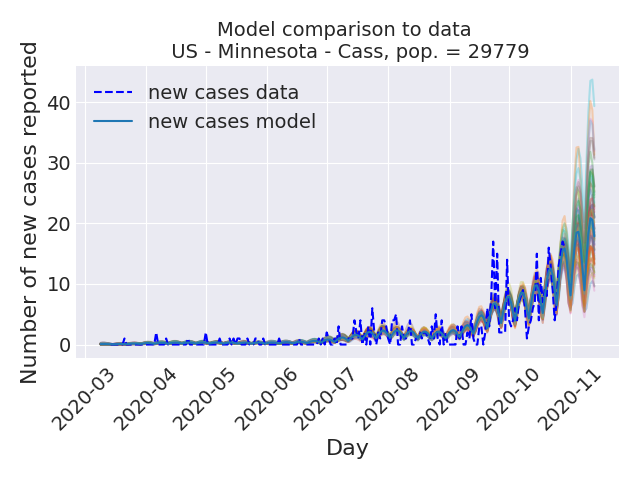 Model comparison to data
US - Minnesota - Cass, pop. = 29779
new cases data
new cases model
Number of new cases reported
40
30
20
10
0
2020-03
2020-04
2020-05
2020-06
2020-07
2020-08
2020-09
2020-10
2020-11
Day